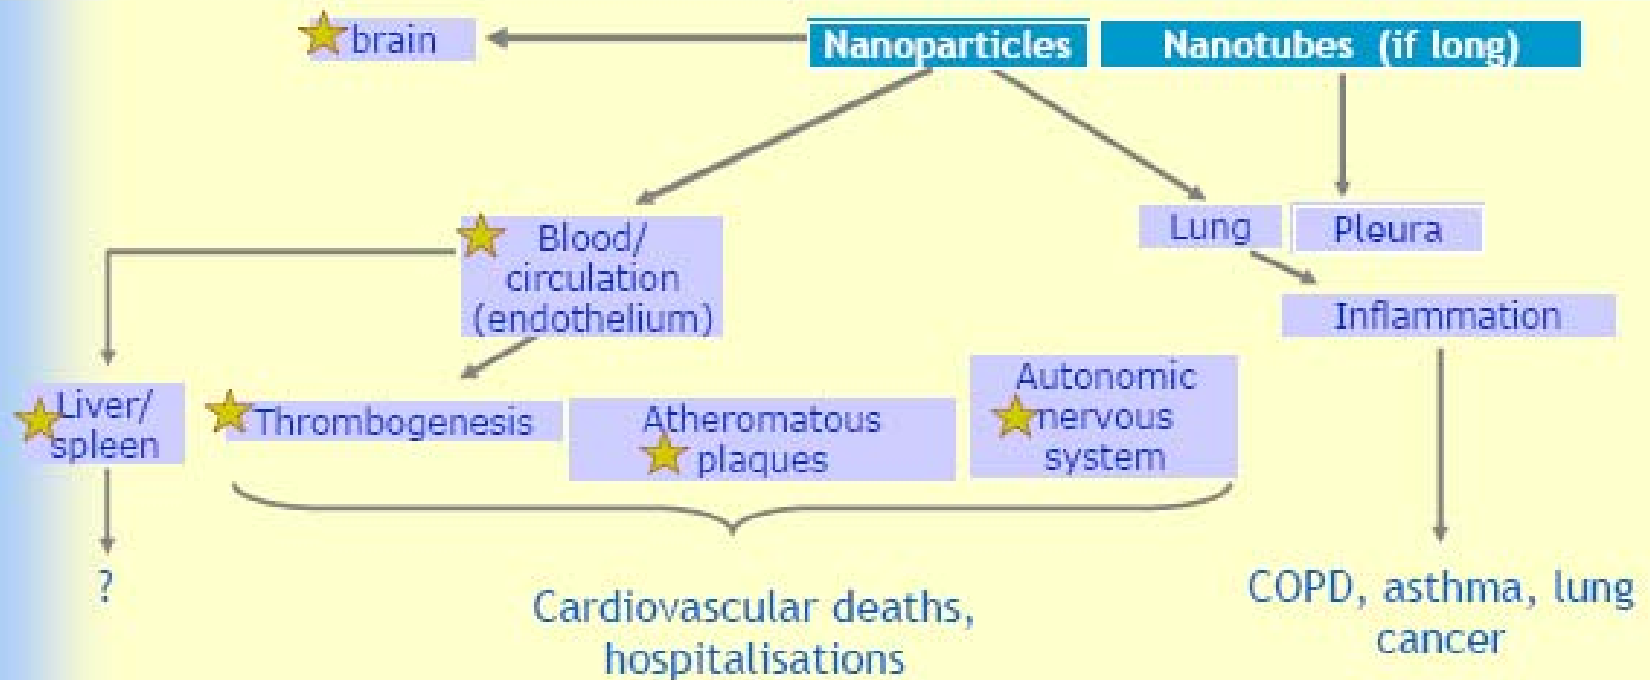 brain
Nanoparticles
Nanotubes (if long)
Blood/
circulation
(endothelium)
Lung
Pleura
Inflammation
Liver/
spleen
Thrombogenesis
Atheromatous
plaques
Autonomic
nervous
system
?
Cardiovascular deaths,
hospitalisations
COPD, asthma, lung
cancer